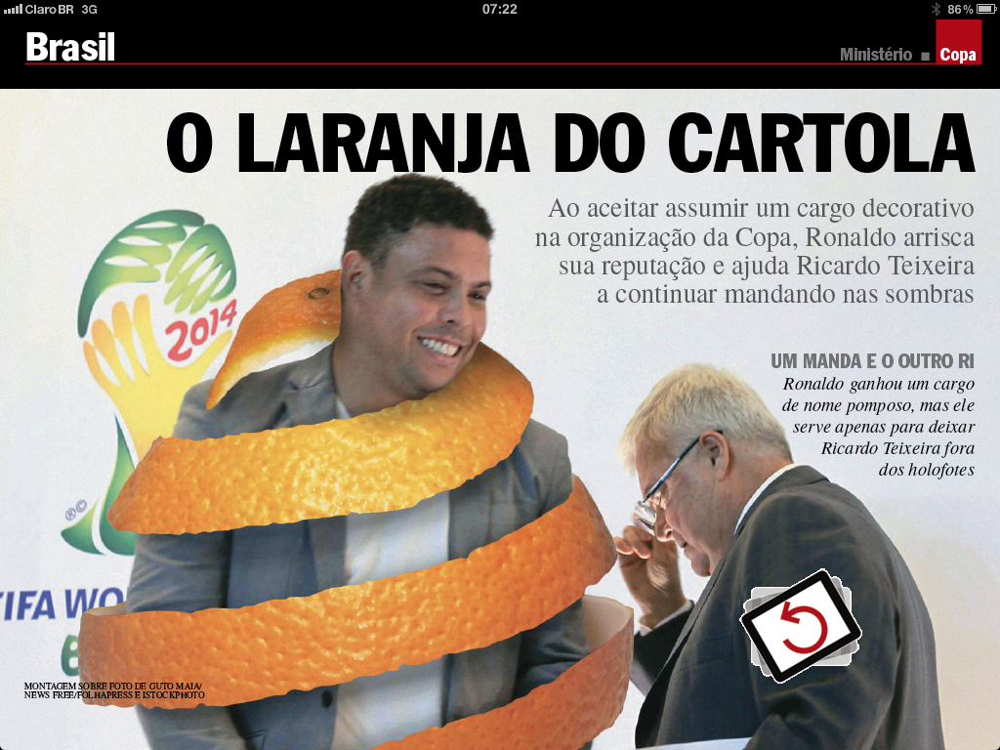 Claro BR 3G 07:22 86%
Brasil
Ministério Copa
O LARANJA DO CARTOLA
Ao aceitar assumir um cargo decorativo
na organização da Copa, Ronaldo arrisca
sua reputação e ajuda Ricardo Teixeira
a continuar mandando nas sombras
2014
UM MANDA E O OUTRO RI
Ronaldo ganhou um cargo
de nome pomposo, mas ele
serve apenas para deixar
Ricardo Teixeira fora
dos holofotes
®©
FIFA WO
B
MONTAGEM SOBRE FOTO DE GUTO MAIA/
NEWS FREE/FOLHAPRESS E ISTOCKPHOTO